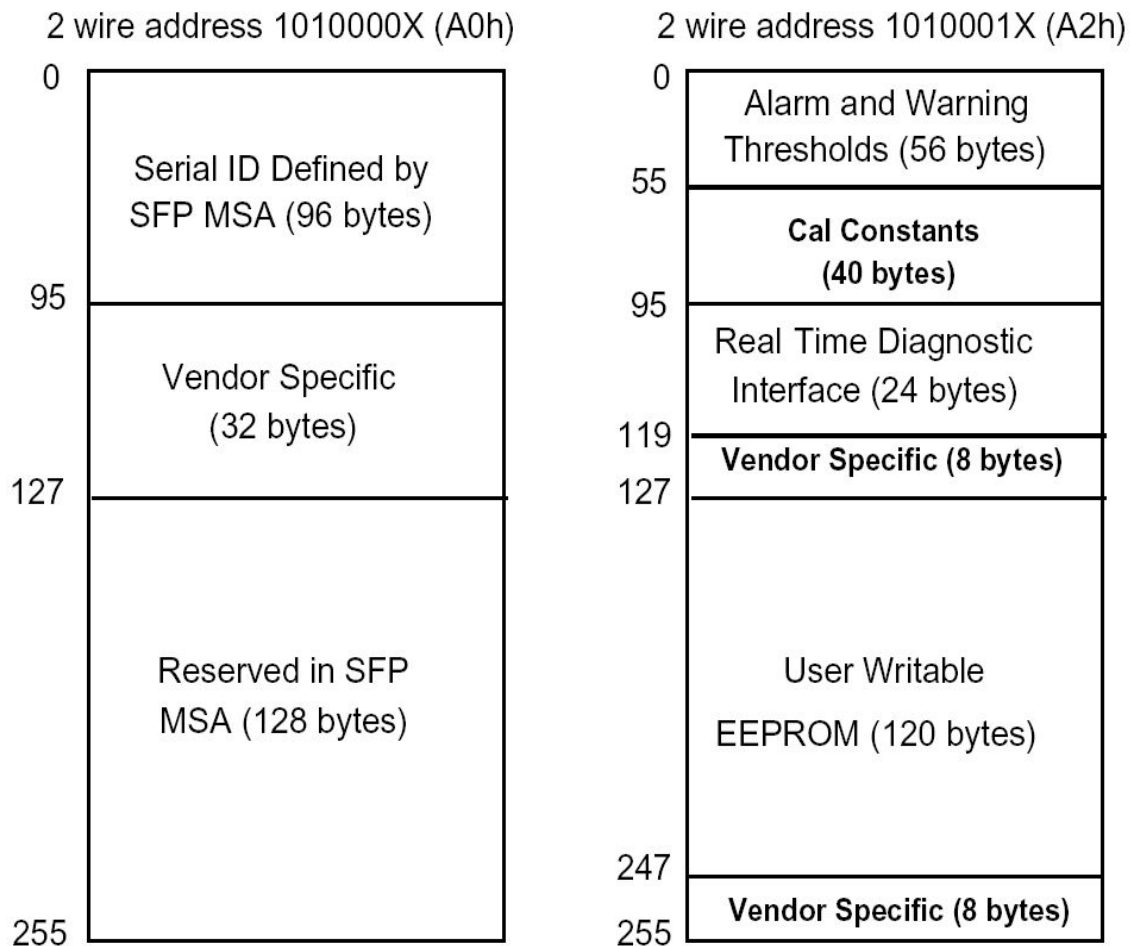 2 wire address 1010000X (A0h)
0
Serial ID Defined by
SFP MSA (96 bytes)
95
Vendor Specific
(32 bytes)
127
Reserved in SFP
MSA (128 bytes)
255
2 wire address 1010001X (A2h)
0
Alarm and Warning
Thresholds (56 bytes)
55
Cal Constants
(40 bytes)
95
Real Time Diagnostic
Interface (24 bytes)
119
Vendor Specific (8 bytes)
127
User Writable
EEPROM (120 bytes)
247
Vendor Specific (8 bytes)
255